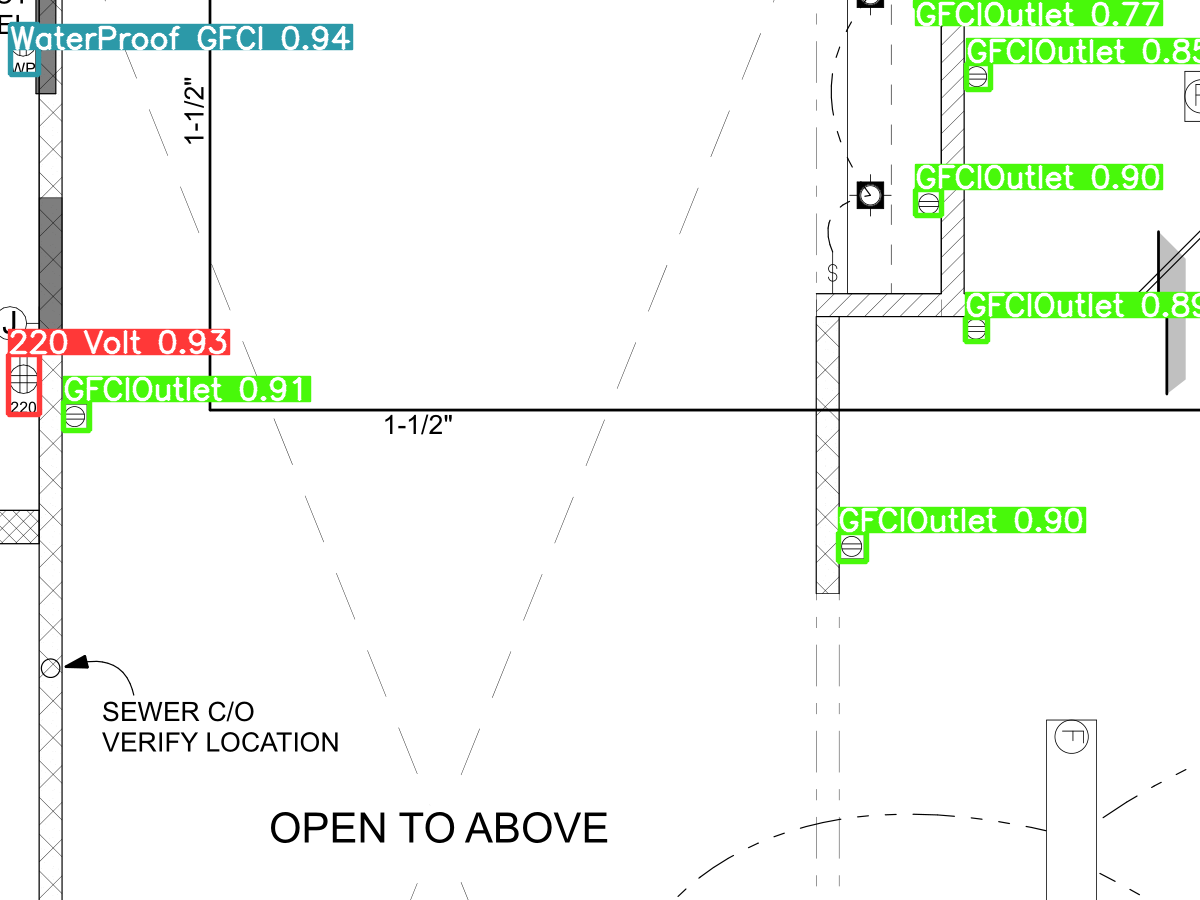 GFCIOutlet 0.77
WaterProof GFCI 0.94
GFCIOutlet 0.85
WP
1-1/2"
GFCIOutlet 0.90
S
GFCIOutlet 0.89
J
220 Volt 0.93
GFCIOutlet 0.91
220
1-1/2"
GFCIOutlet 0.90
SEWER C/O
VERIFY LOCATION
F
OPEN TO ABOVE